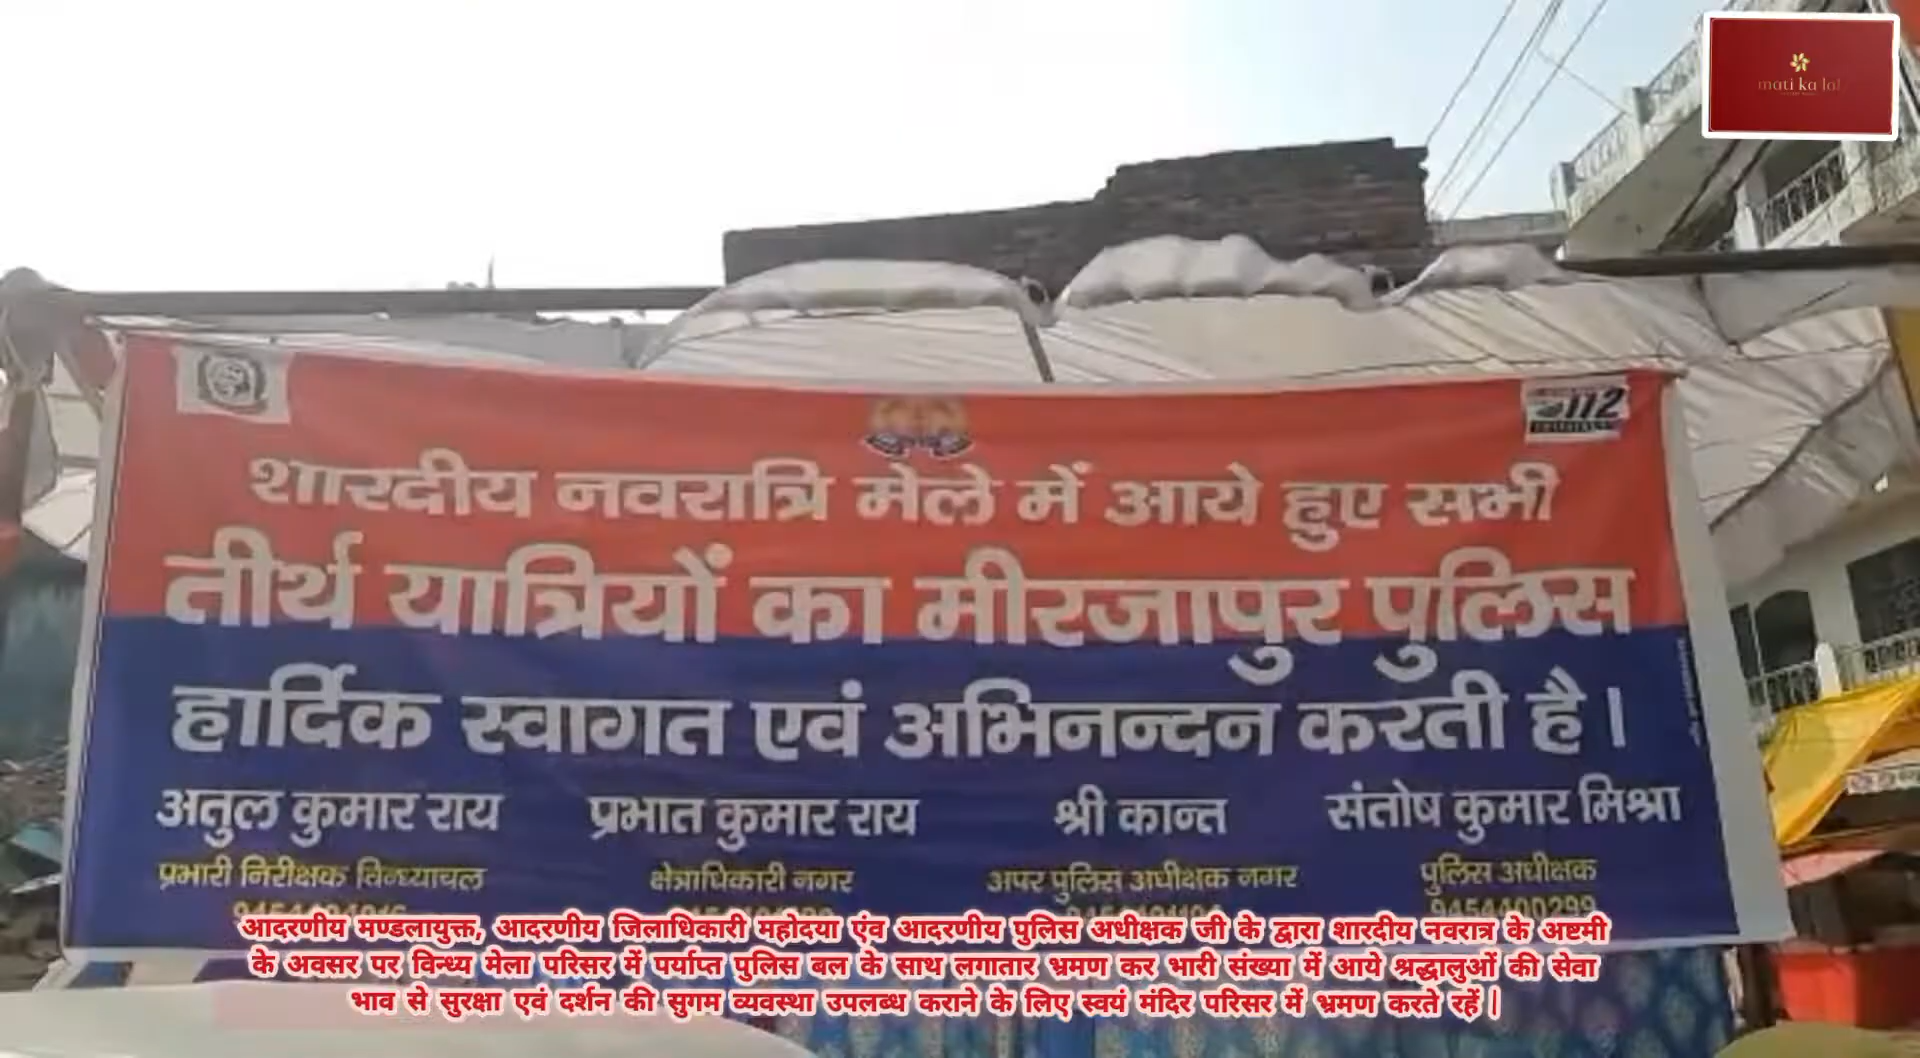 mati ka lal
112
शारदीय नवरात्रि मेले में आये हुए सभी
तीर्थ यात्रियों का मीरजापुर पुलिस
हार्दिक स्वागत एवं अभिनन्दन करती है।
अतुल कुमार राय प्रभात कुमार राय श्री कान्त संतोष कुमार मिश्रा
प्रभारी निरीक्षक विन्ध्याचल क्षेत्राधिकारी नगर अपर पुलिस अधीक्षक नगर पुलिस अधीक्षक
9454400299
आदरणीय मण्डलायुक्त, आदरणीय जिलाधिकारी महोदया एंव आदरणीय पुलिस अधीक्षक जी के द्वारा शारदीय नवरात्र के अष्टमी
के अवसर पर विन्ध्य मेला परिसर में पर्याप्त पुलिस बल के साथ लगातार भ्रमण कर भारी संख्या में आये श्रद्धालुओं की सेवा
भाव से सुरक्षा एवं दर्शन की सुगम व्यवस्था उपलब्ध कराने के लिए स्वयं मंदिर परिसर में भ्रमण करते रहें |